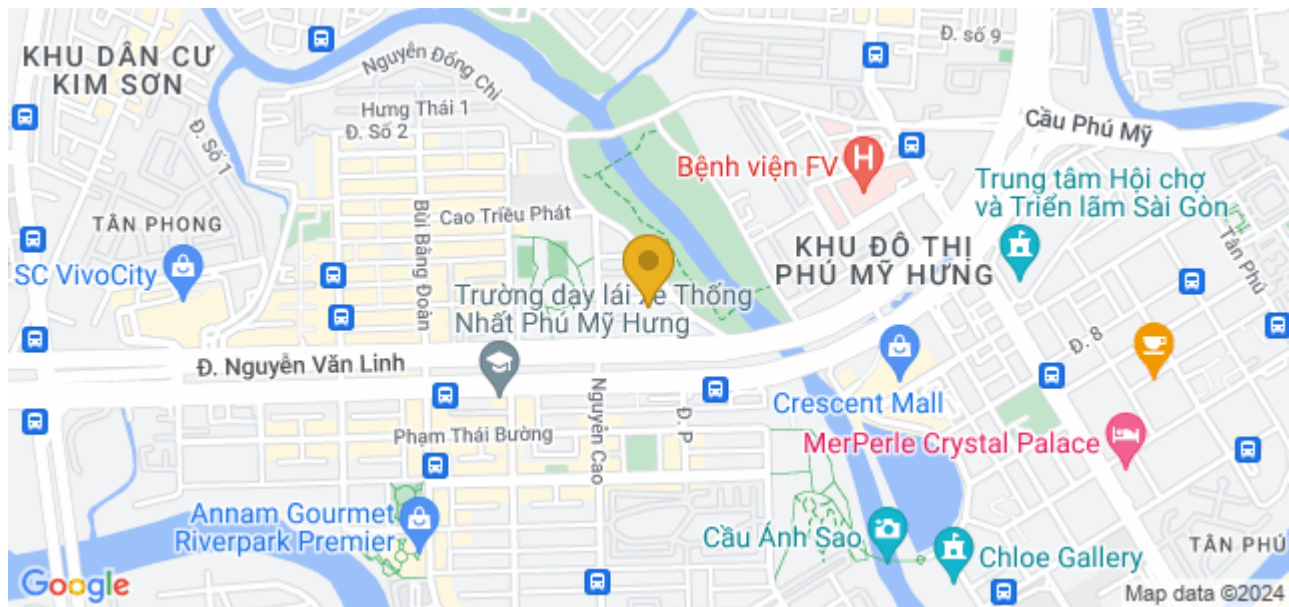 Đ. số 9
KHU DÂN CƯ
KIM SƠN
Nguyễn Đổng Chi
Hưng Thái 1
Đ. Số 2
Đ. Số 1
Cầu Phú Mỹ
Bệnh viện FV
H
Trung tâm Hội chợ
và Triển lãm Sài Gòn
TÂN PHONG
Cao Triều Phát
Bùi Bằng Đoàn
KHU ĐÔ THỊ
PHÚ MỸ HƯNG
Tân Phú
SC VivoCity
Trường dạy lái xe Thống
Nhất Phú Mỹ Hưng
Đ. 8
Đ. Nguyễn Văn Linh
Crescent Mall
Nguyễn Cao
Đ. P
Phạm Thái Bường
MerPerle Crystal Palace
Annam Gourmet
Riverpark Premier
Cầu Ánh Sao
Chloe Gallery
TÂN PHÚ
Google
Map data ©2024